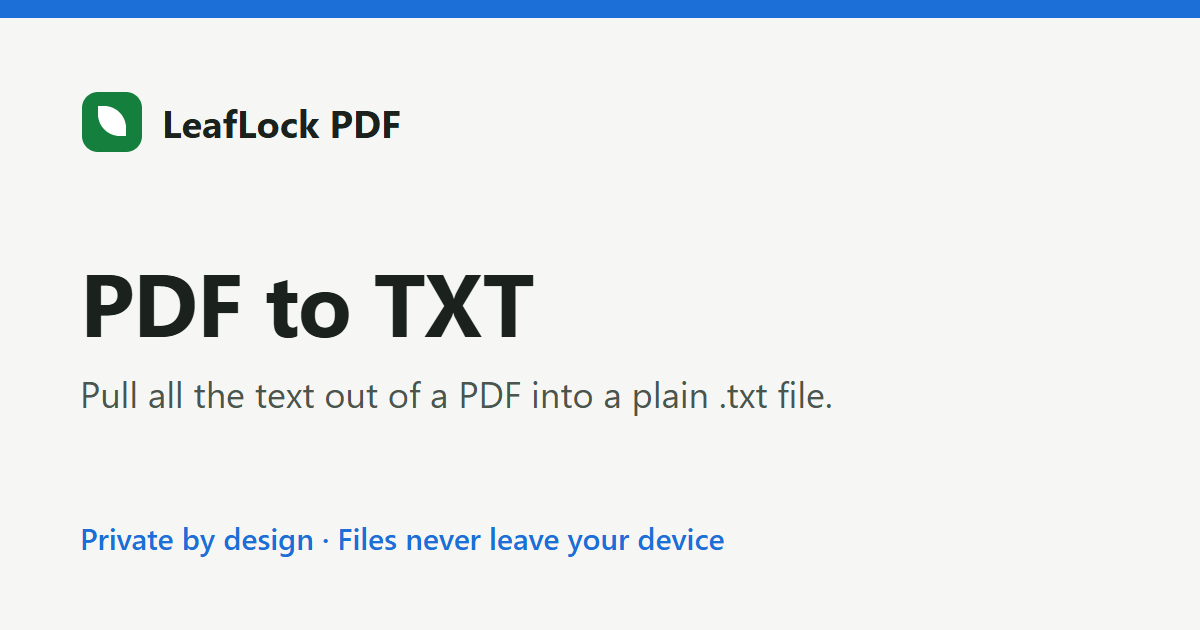 LeafLock PDF
PDF to TXT
Pull all the text out of a PDF into a plain .txt file.
Private by design · Files never leave your device